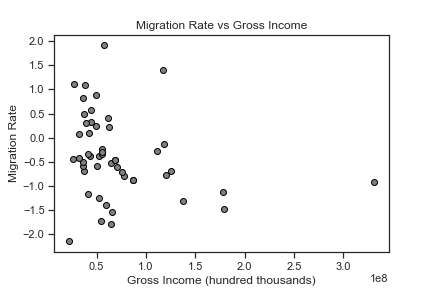 Migration Rate vs Gross Income
2.0
1.5
1.0
0.5
0.0
−0.5
−1.0
−1.5
−2.0
Migration Rate
0.5 1.0 1.5 2.0 2.5 3.0
1e8
Gross Income (hundred thousands)